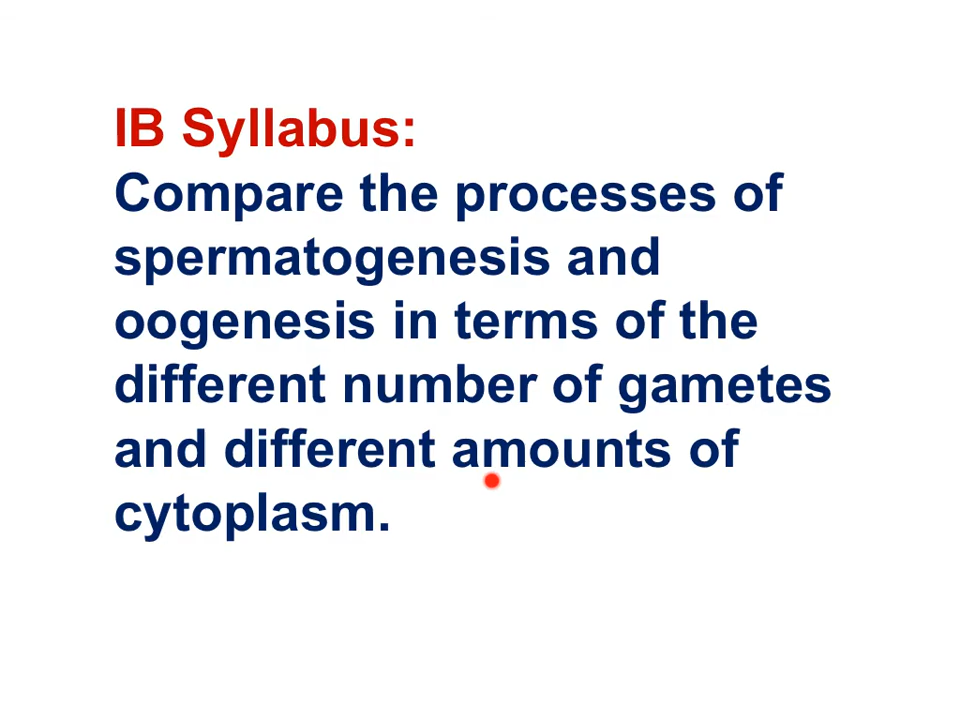 IB Syllabus:
Compare the processes of
spermatogenesis and
oogenesis in terms of the
different number of gametes
and different amounts of
cytoplasm.